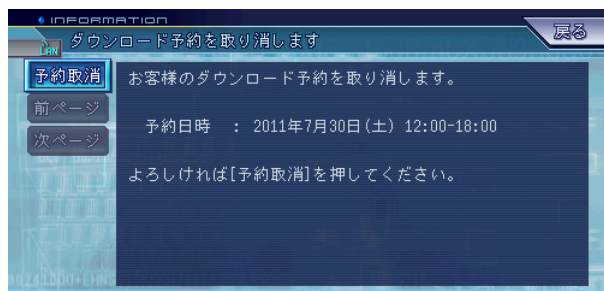 INFORMATION
LAN
ダウンロード予約を取り消します
戻る
予約取消
前ページ
次ページ
お客様のダウンロード予約を取り消します。
予約日時 : 2011年7月30日(土) 12:00-18:00
よろしければ[予約取消]を押してください。